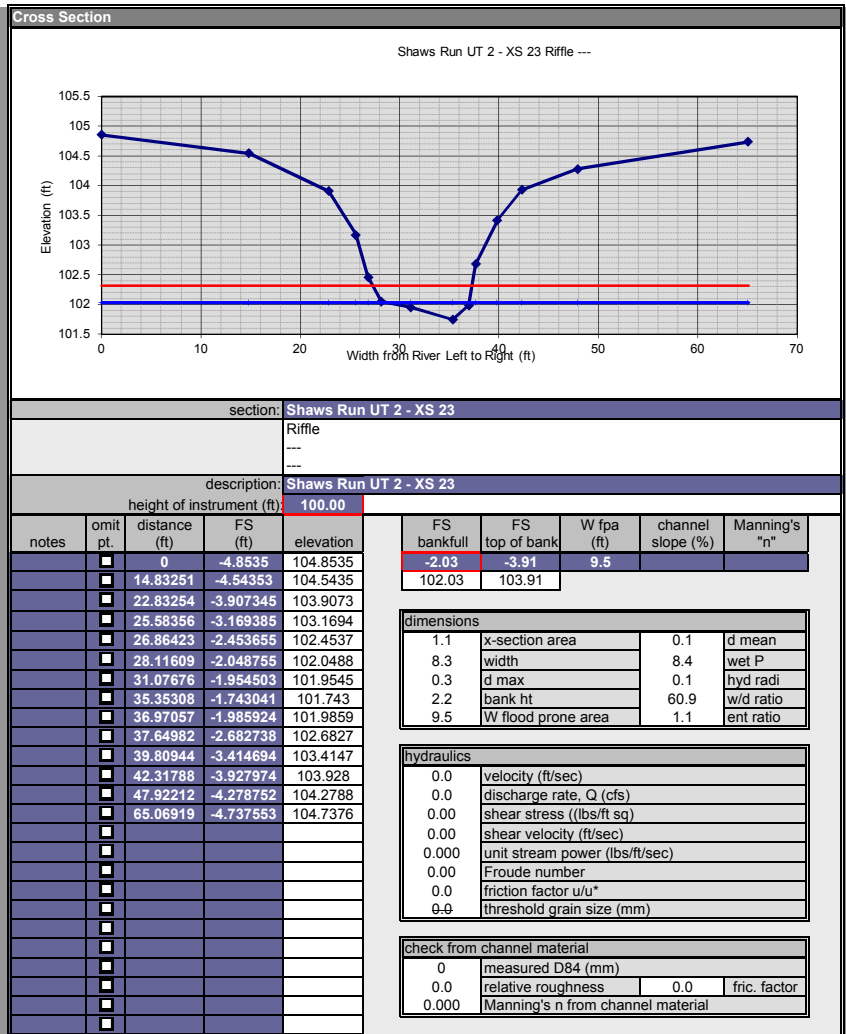 Cross Section
Shaws Run UT 2 - XS 23 Riffle ---
105.5
105
104.5
104
103.5
103
102.5
102
101.5
Elevation (ft)
0 10 20 30 40 50 60 70
Width from River Left to Right (ft)
section: Shaws Run UT 2 - XS 23
Riffle
---
---
description: Shaws Run UT 2 - XS 23
height of instrument (ft): 100.00
notes omit pt. distance (ft) FS (ft) elevation
0 -4.8535 104.8535
14.83251 -4.54353 104.5435
22.83254 -3.907345 103.9073
25.58356 -3.169385 103.1694
26.86423 -2.453655 102.4537
28.11609 -2.048755 102.0488
31.07676 -1.954503 101.9545
35.35308 -1.743041 101.743
36.97057 -1.985924 101.9859
37.64982 -2.682738 102.6827
39.80944 -3.414694 103.4147
42.31788 -3.927974 103.928
47.92212 -4.278752 104.2788
65.06919 -4.737553 104.7376
FS bankfull FS top of bank W fpa (ft) channel slope (%) Manning's "n"
-2.03 -3.91 9.5
102.03 103.91
dimensions
1.1 x-section area 0.1 d mean
8.3 width 8.4 wet P
0.3 d max 0.1 hyd radi
2.2 bank ht 60.9 w/d ratio
9.5 W flood prone area 1.1 ent ratio
hydraulics
0.0 velocity (ft/sec)
0.0 discharge rate, Q (cfs)
0.00 shear stress ((lbs/ft sq)
0.00 shear velocity (ft/sec)
0.000 unit stream power (lbs/ft/sec)
0.00 Froude number
0.0 friction factor u/u*
0.0 threshold grain size (mm)
check from channel material
0 measured D84 (mm)
0.0 relative roughness 0.0 fric. factor
0.000 Manning's n from channel material